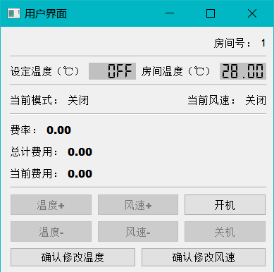 用户界面
房间号： 1
设定温度（℃） OFF 房间温度（℃） 28.00
当前模式： 关闭 当前风速： 关闭
费率： 0.00
总计费用： 0.00
当前费用： 0.00
温度+ 风速+ 开机
温度- 风速- 关机
确认修改温度 确认修改风速